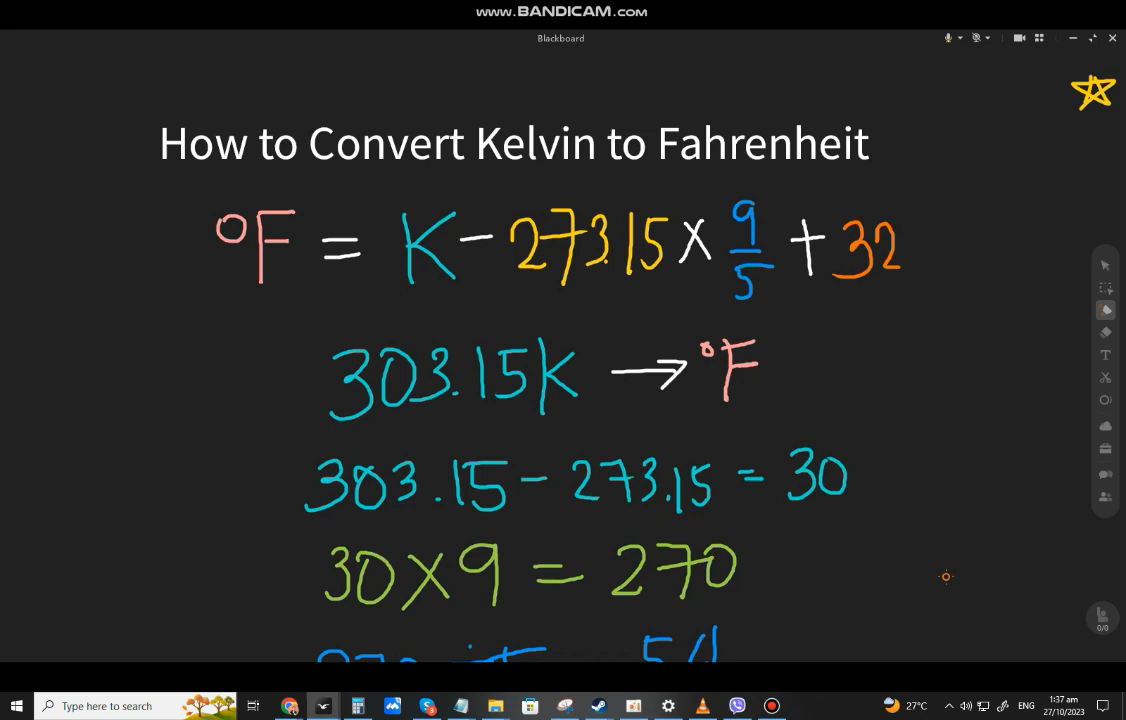 www.BANDICAM.com
Blackboard
How to Convert Kelvin to Fahrenheit
°F = K - 273.15 × 9/5 + 32
303.15K → °F
303.15 - 273.15 = 30
30 × 9 = 270
0/0
Type here to search
27°C
ENG
1:37 am
27/10/2023